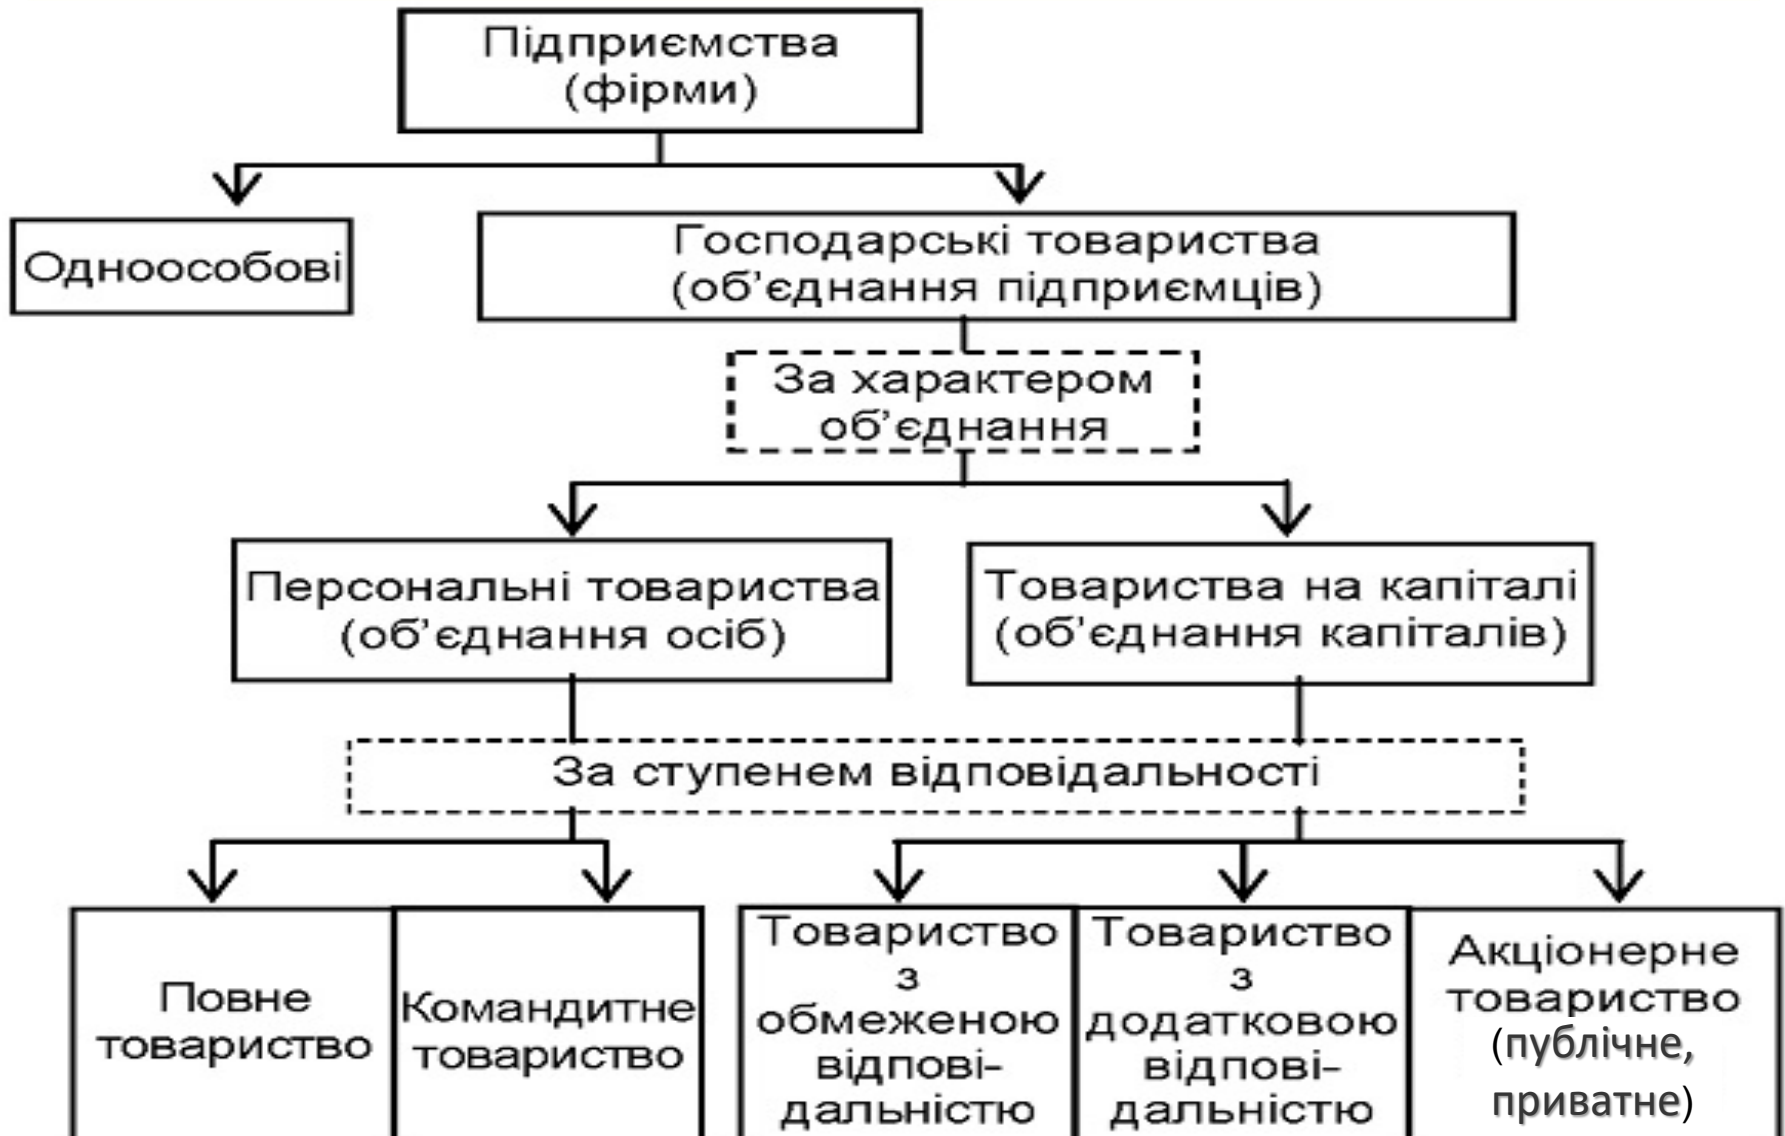 Підприємства
(фірми)
Одноособові
Господарські товариства
(об’єднання підприємців)
За характером
об’єднання
Персональні товариства
(об’єднання осіб)
Товариства на капіталі
(об’єднання капіталів)
За ступенем відповідальності
Повне
товариство
Командитне
товариство
Товариство
з
обмеженою
відпові-
дальністю
Товариство
з
додатковою
відпові-
дальністю
Акціонерне
товариство
(публічне,
приватне)